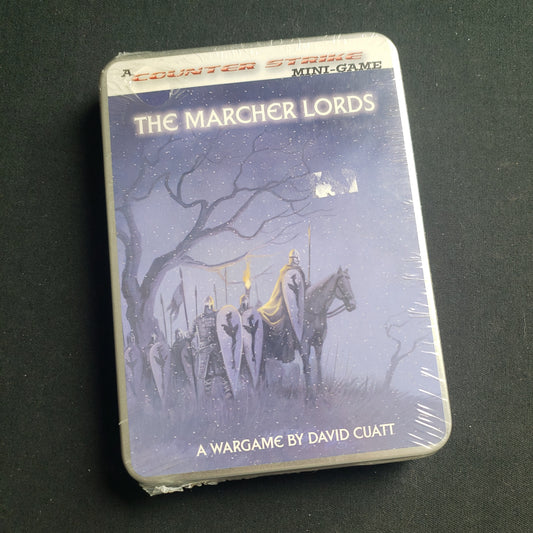 A COUNTER STRIKE
MINI-GAME
THE MARCHER LORDS
A WARGAME BY DAVID CUATT